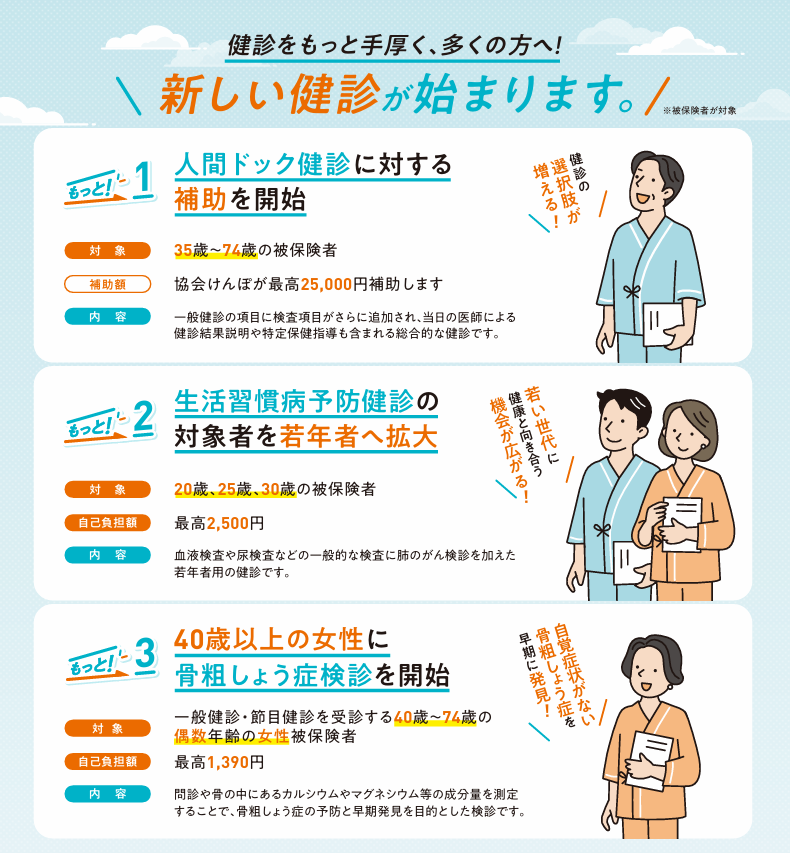 健診をもっと手厚く、多くの方へ!
新しい健診が始まります。
※被保険者が対象
もっと! 1
人間ドック健診に対する
補助を開始
健診の
選択肢が
増える!
対 象
35歳〜74歳の被保険者
補助額
協会けんぽが最高25,000円補助します
内 容
一般健診の項目に検査項目がさらに追加され、当日の医師による
健診結果説明や特定保健指導も含まれる総合的な健診です。
もっと! 2
生活習慣病予防健診の
対象者を若年者へ拡大
若い世代に
健康と向き合う
機会が広がる!
対 象
20歳、25歳、30歳の被保険者
自己負担額
最高2,500円
内 容
血液検査や尿検査などの一般的な検査に肺のがん検診を加えた
若年者用の健診です。
もっと! 3
40歳以上の女性に
骨粗しょう症検診を開始
自覚症状がない
骨粗しょう症を
早期に発見!
対 象
一般健診・節目健診を受診する40歳〜74歳の
偶数年齢の女性被保険者
自己負担額
最高1,390円
内 容
問診や骨の中にあるカルシウムやマグネシウム等の成分量を測定
することで、骨粗しょう症の予防と早期発見を目的とした検診です。